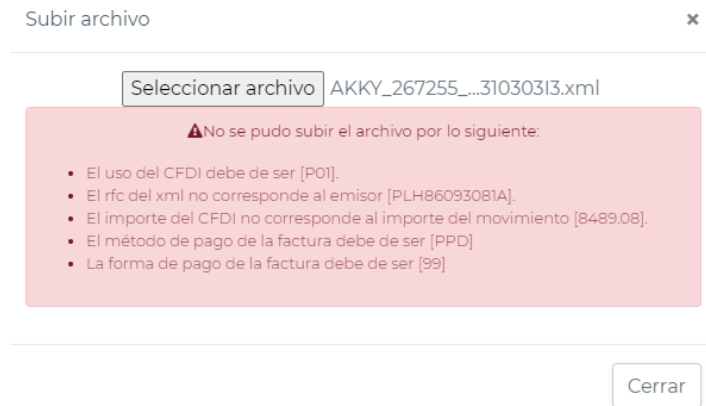 Subir archivo ×
Seleccionar archivo AKKY_267255_...310303I3.xml
No se pudo subir el archivo por lo siguiente:
• El uso del CFDI debe de ser [P01].
• El rfc del xml no corresponde al emisor [PLH86093081A].
• El importe del CFDI no corresponde al importe del movimiento [8489.08].
• El método de pago de la factura debe de ser [PPD]
• La forma de pago de la factura debe de ser [99]
Cerrar